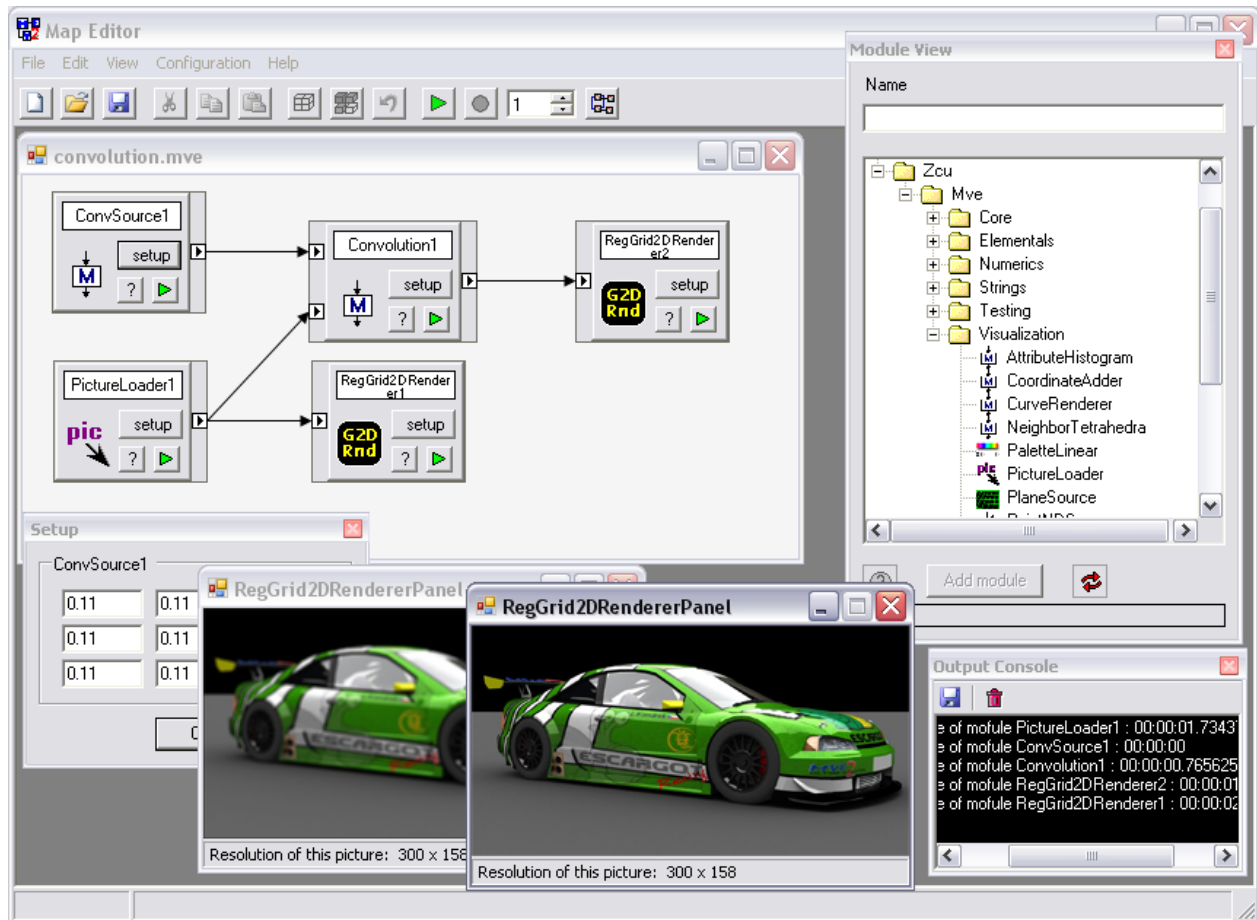 Map Editor
File Edit View Configuration Help
1
convolution.mve
ConvSource1
setup
M
?
Convolution1
setup
M
?
RegGrid2DRender
er2
setup
G2D
Rnd
?
PictureLoader1
setup
pic
?
RegGrid2DRender
er1
setup
G2D
Rnd
?
Module View
Name
Zcu
Mve
Core
Elementals
Numerics
Strings
Testing
Visualization
AttributeHistogram
CoordinateAdder
CurveRenderer
NeighborTetrahedra
PaletteLinear
PictureLoader
PlaneSource
Add module
Setup
ConvSource1
0.11 0.11
0.11 0.11
0.11 0.11
RegGrid2DRendererPanel
ESCARGOT
Resolution of this picture: 300 x 158
RegGrid2DRendererPanel
ESCARGOT
Resolution of this picture: 300 x 158
Output Console
e of mofule PictureLoader1 : 00:00:01.7343
e of mofule ConvSource1 : 00:00:00
e of mofule Convolution1 : 00:00:00.765625
e of mofule RegGrid2DRenderer2 : 00:00:01
e of mofule RegGrid2DRenderer1 : 00:00:02